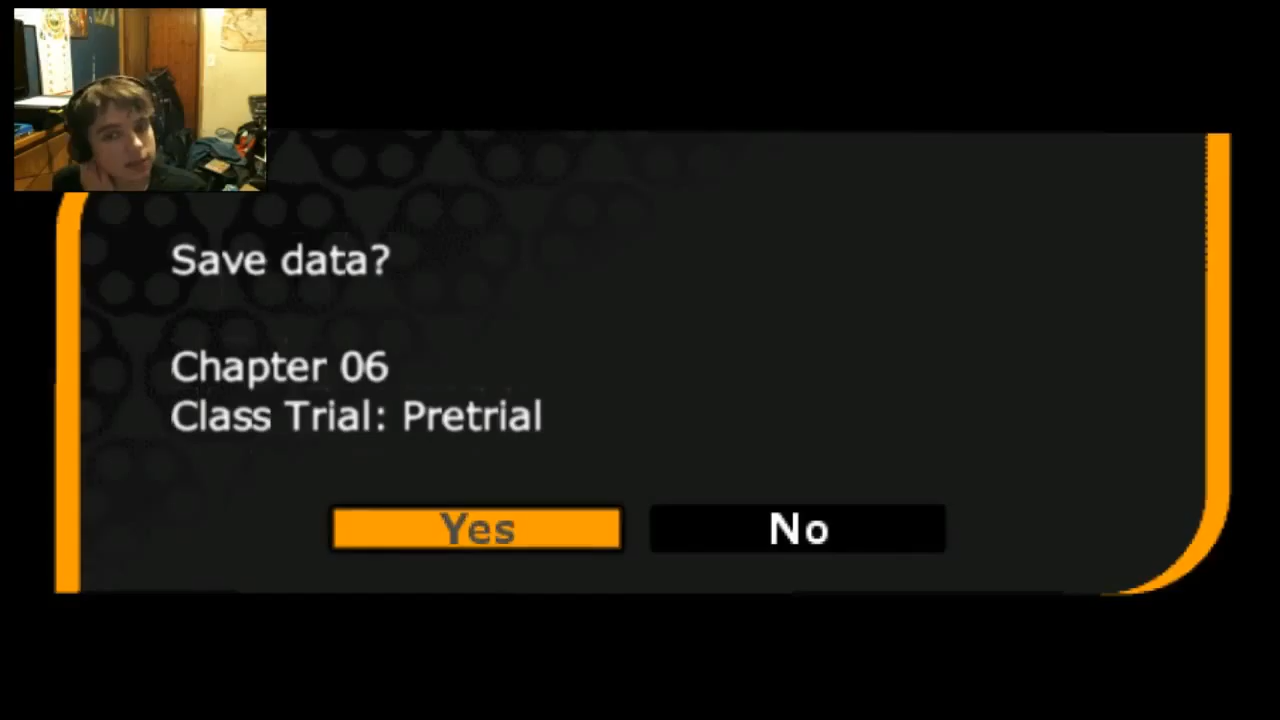 Save data?
Chapter 06
Class Trial: Pretrial
Yes
No